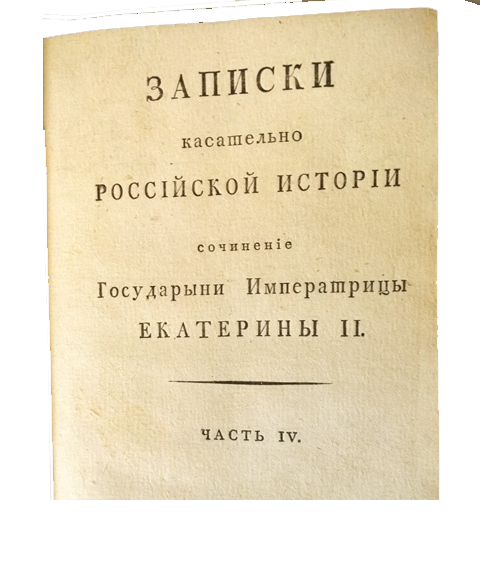 ЗАПИСКИ
касательно
РОССІЙСКОЙ ИСТОРІИ
сочиненіе
Государыни Императрицы
ЕКАТЕРИНЫ II.
ЧАСТЬ IV.